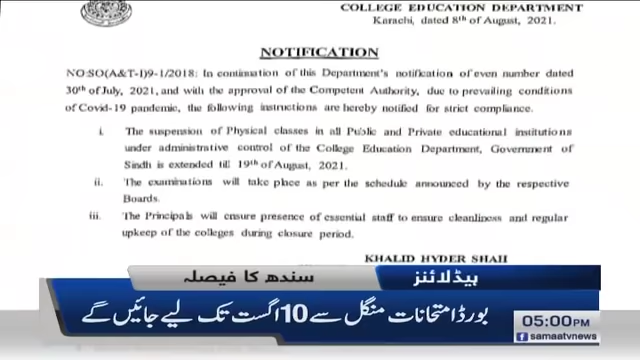 COLLEGE EDUCATION DEPARTMENT
Karachi, dated 8th of August, 2021.
NOTIFICATION
NO:SO(A&T-I)9-1/2018: In continuation of this Department's notification of even number dated
30th of July, 2021, and with the approval of the Competent Authority, due to prevailing conditions
of Covid-19 pandemic, the following instructions are hereby notified for strict compliance.
i. The suspension of Physical classes in all Public and Private educational institutions
under administrative control of the College Education Department, Government of
Sindh is extended till 19th of August, 2021.
ii. The examinations will take place as per the schedule announced by the respective
Boards.
iii. The Principals will ensure presence of essential staff to ensure cleanliness and regular
upkeep of the colleges during closure period.
KHALID HYDER SHAH
ہیڈلائنز
سندھ کا فیصلہ
بورڈ امتحانات منگل سے 10 اگست تک لیے جائیں گے
05:00PM
samaatvnews